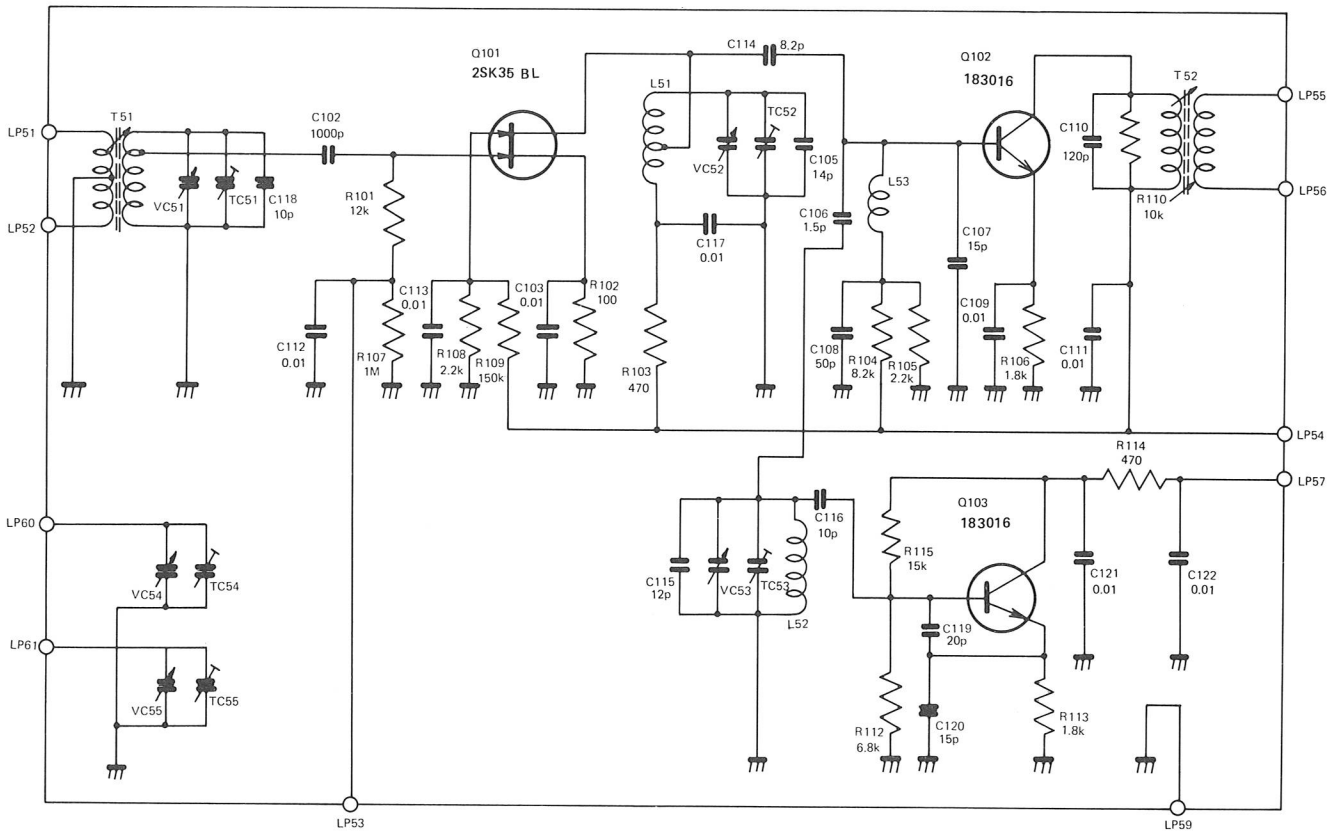 Q101
2SK35 BL
C114
8.2p
Q102
183016
T52
LP55
LP51
T51
C102
1000p
L51
TC52
C110
120p
VC52
C105
14p
LP56
LP52
VC51
TC51
C118
10p
R101
12k
L53
R110
10k
C106
1.5p
C107
15p
C117
0.01
C112
0.01
R107
1M
C113
0.01
R108
2.2k
R109
150k
C103
0.01
R102
100
R103
470
C108
50p
R104
8.2k
R105
2.2k
C109
0.01
R106
1.8k
C111
0.01
LP54
R114
470
LP57
LP60
VC54
TC54
C115
12p
VC53
TC53
L52
C116
10p
Q103
183016
R115
15k
C121
0.01
C122
0.01
LP61
VC55
TC55
C119
20p
R112
6.8k
C120
15p
R113
1.8k
LP53
LP59